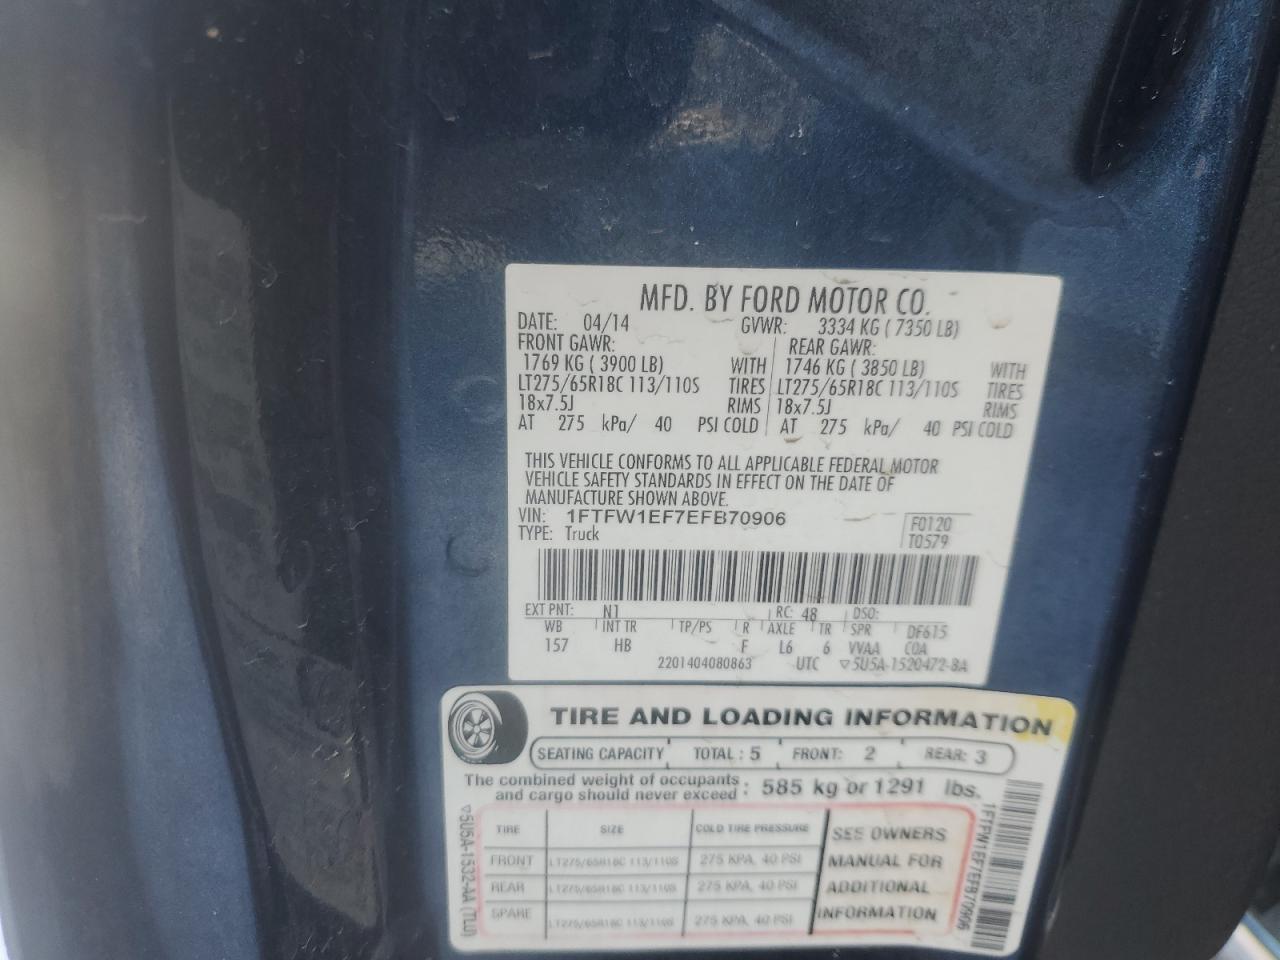 MFD. BY FORD MOTOR CO.
DATE: 04/14 GVWR: 3334 KG ( 7350 LB)
FRONT GAWR: REAR GAWR:
1769 KG ( 3900 LB) WITH 1746 KG ( 3850 LB) WITH
LT275/65R18C 113/110S TIRES LT275/65R18C 113/110S TIRES
18x7.5J RIMS 18x7.5J RIMS
AT 275 kPa/ 40 PSI COLD AT 275 kPa/ 40 PSI COLD
THIS VEHICLE CONFORMS TO ALL APPLICABLE FEDERAL MOTOR
VEHICLE SAFETY STANDARDS IN EFFECT ON THE DATE OF
MANUFACTURE SHOWN ABOVE.
VIN: 1FTFW1EF7EFB70906 F0120
TYPE: Truck T0579
EXT PNT: N1 RC: 48 DSO:
WB INT TR TP/PS R AXLE TR SPR DF615
157 HB F L6 6 VVAA COA
2201404080863 UTC ▽5U5A-1520472-BA
TIRE AND LOADING INFORMATION
SEATING CAPACITY TOTAL : 5 FRONT: 2 REAR: 3
The combined weight of occupants
and cargo should never exceed : 585 kg or 1291 lbs.
TIRE SIZE COLD TIRE PRESSURE SEE OWNERS
FRONT LT275/65R18C 113/110S 275 KPA, 40 PSI MANUAL FOR
REAR LT275/65R18C 113/110S 275 KPA, 40 PSI ADDITIONAL
SPARE LT275/65R18C 113/110S 275 KPA, 40 PSI INFORMATION
▽5U5A-1532-AA (TLU)
1FTFW1EF7EFB70906